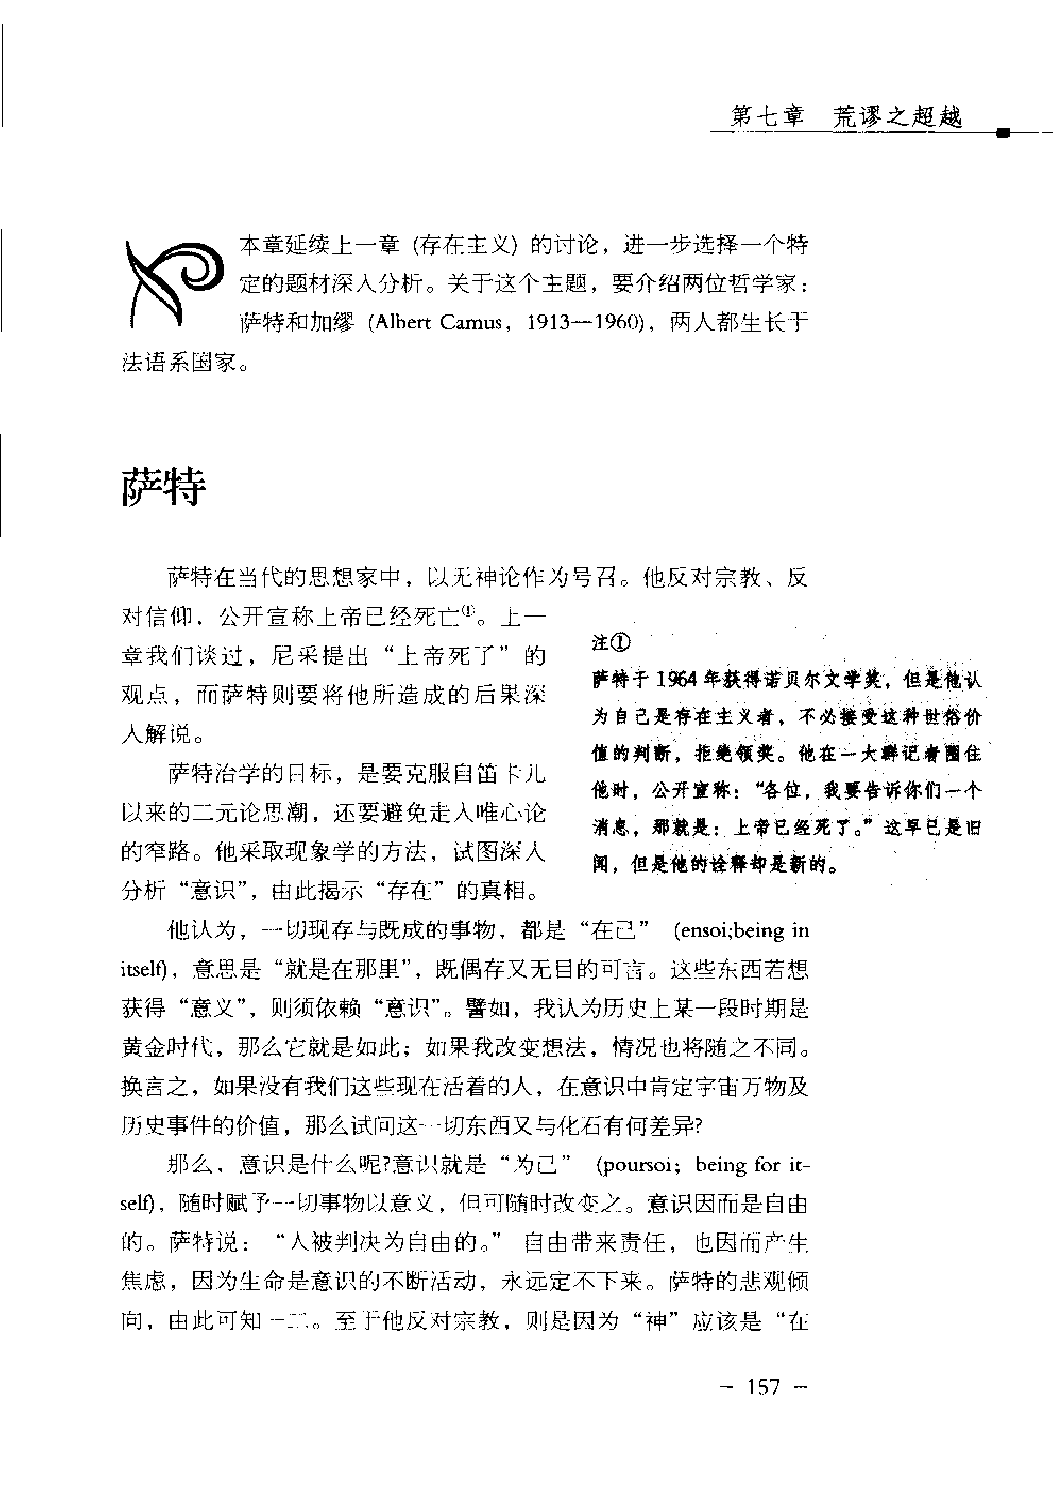 第七章　荒谬之超越
本章延续上一章 (存在主义) 的讨论，进一步选择一个特
定的题材深入分析。关于这个主题，要介绍两位哲学家：
萨特和加缪 (Albert Camus，1913—1960)，两人都生长于
法语系国家。
萨特
萨特在当代的思想家中，以无神论作为号召。他反对宗教、反
对信仰，公开宣称上帝已经死亡①。上一
章我们谈过，尼采提出“上帝死了”的
观点，而萨特则要将他所造成的后果深
入解说。
萨特治学的目标，是要克服自笛卡儿
以来的二元论思潮，还要避免走入唯心论
的窄路。他采取现象学的方法，试图深入
分析“意识”，由此揭示“存在”的真相。
注①
萨特于 1964 年获得诺贝尔文学奖，但是他认
为自己是存在主义者，不必接受这种世俗价
值的判断，拒绝领奖。他在一大群记者围住
他时，公开宣称：“各位，我要告诉你们一个
消息，那就是：上帝已经死了。”这早已是旧
闻，但是他的诠释却是新的。
他认为，一切现存与既成的事物，都是“在己” (ensoi;being in
itself)，意思是“就是在那里”，既偶存又无目的可言。这些东西若想
获得“意义”，则须依赖“意识”。譬如，我认为历史上某一段时期是
黄金时代，那么它就是如此；如果我改变想法，情况也将随之不同。
换言之，如果没有我们这些现在活着的人，在意识中肯定宇宙万物及
历史事件的价值，那么试问这一切东西又与化石有何差异?
那么，意识是什么呢?意识就是“为己” (poursoi；being for it-
self)，随时赋予一切事物以意义，但可随时改变之。意识因而是自由
的。萨特说：“人被判决为自由的。”自由带来责任，也因而产生
焦虑，因为生命是意识的不断活动，永远定不下来。萨特的悲观倾
向，由此可知一二。至于他反对宗教，则是因为“神”应该是“在
- 157 -